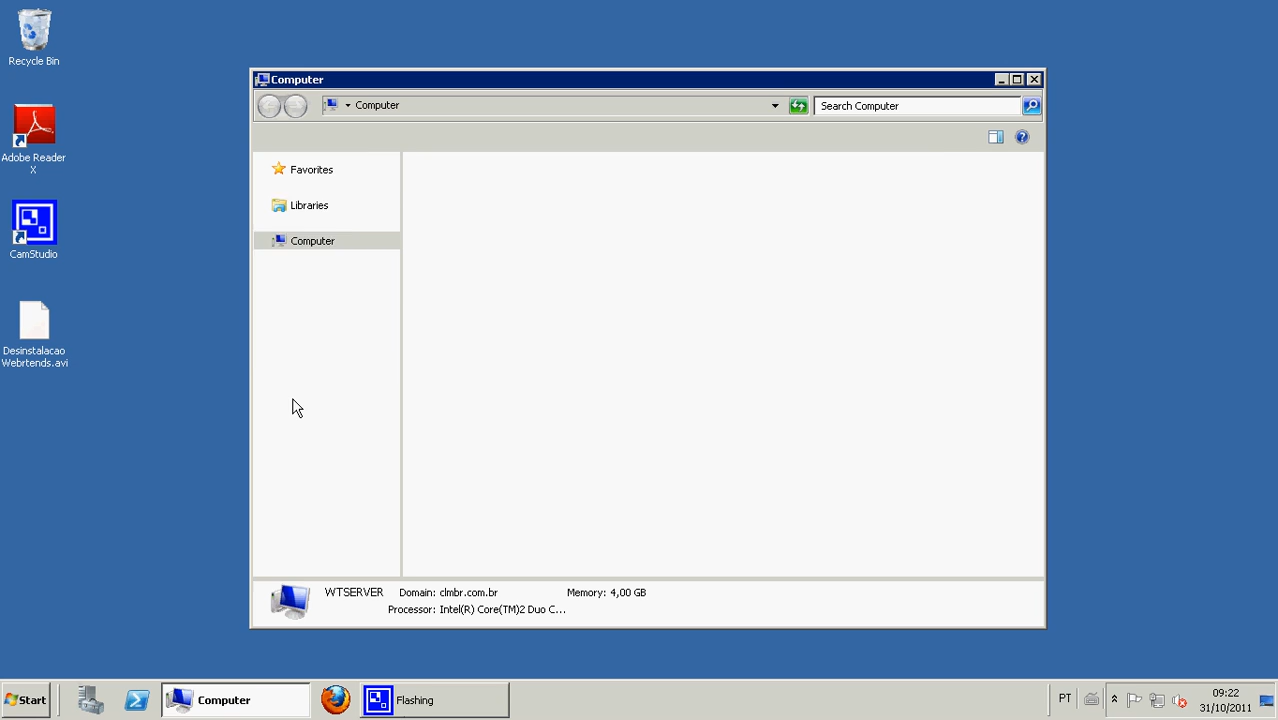 Recycle Bin
Adobe Reader
X
CamStudio
Desinstalacao
Webrtends.avi
Computer
Computer
Search Computer
Favorites
Libraries
Computer
WTSERVER Domain: clmbr.com.br Memory: 4,00 GB
Processor: Intel(R) Core(TM)2 Duo C...
Start
Computer
Flashing
PT
09:22
31/10/2011